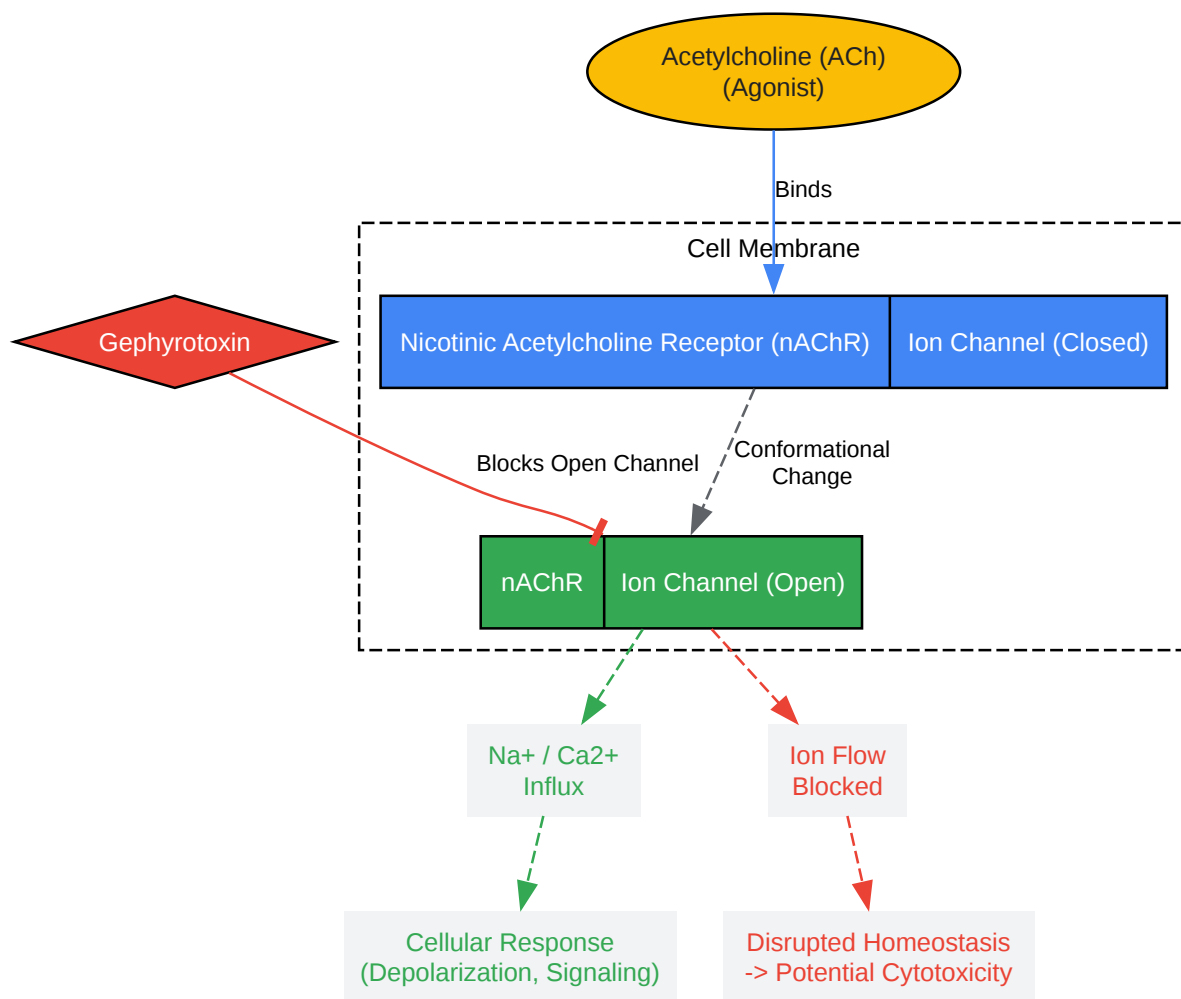 Acetylcholine (ACh)
(Agonist)
Binds
Cell Membrane
Gephyrotoxin
Nicotinic Acetylcholine Receptor (nAChR)
Ion Channel (Closed)
Blocks Open Channel
Conformational
Change
nAChR
Ion Channel (Open)
Na+ / Ca2+
Influx
Ion Flow
Blocked
Cellular Response
(Depolarization, Signaling)
Disrupted Homeostasis
-> Potential Cytotoxicity